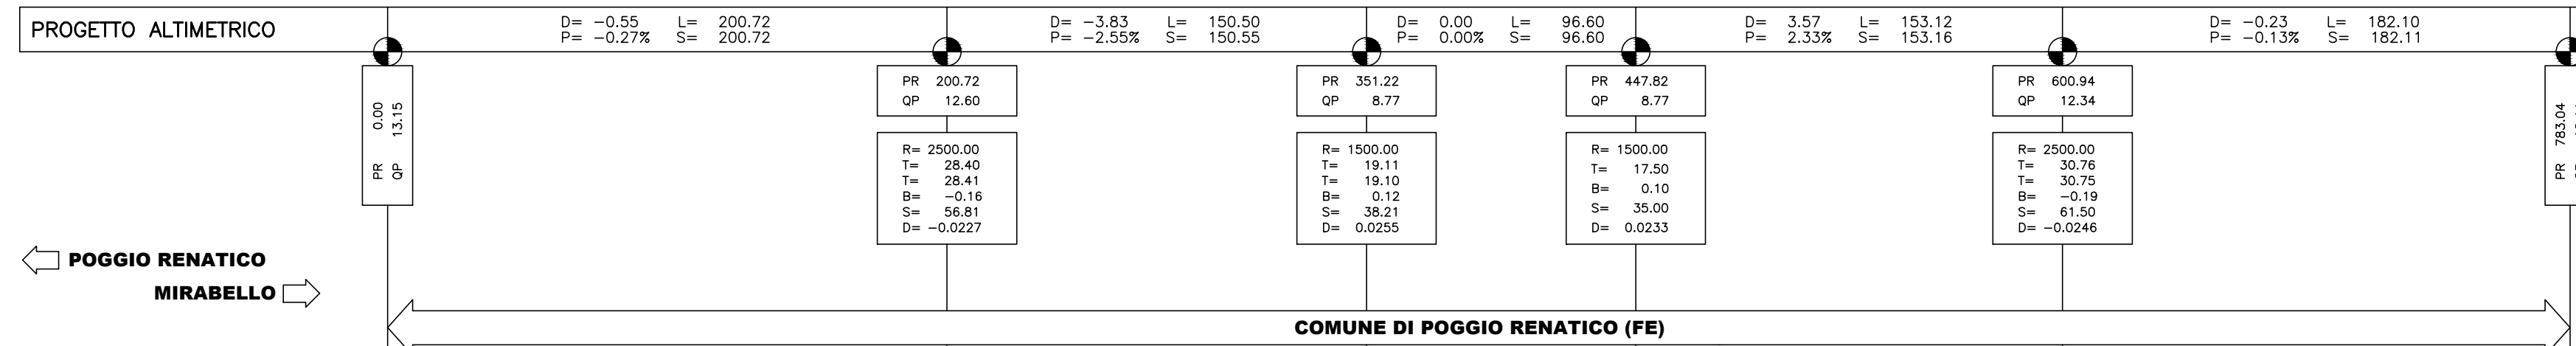 PROGETTO ALTIMETRICO
D= −0.55 L= 200.72
P= −0.27% S= 200.72
D= −3.83 L= 150.50
P= −2.55% S= 150.55
D= 0.00 L= 96.60
P= 0.00% S= 96.60
D= 3.57 L= 153.12
P= 2.33% S= 153.16
D= −0.23 L= 182.10
P= −0.13% S= 182.11
PR 0.00
QP 13.15
PR 200.72
QP 12.60
R= 2500.00
T= 28.40
T= 28.41
B= −0.16
S= 56.81
D= −0.0227
PR 351.22
QP 8.77
R= 1500.00
T= 19.11
T= 19.10
B= 0.12
S= 38.21
D= 0.0255
PR 447.82
QP 8.77
R= 1500.00
T= 17.50
B= 0.10
S= 35.00
D= 0.0233
PR 600.94
QP 12.34
R= 2500.00
T= 30.76
T= 30.75
B= −0.19
S= 61.50
D= −0.0246
PR 783.04
POGGIO RENATICO
MIRABELLO
COMUNE DI POGGIO RENATICO (FE)